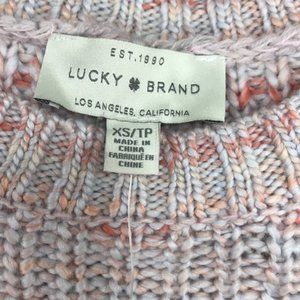 EST. 1990
LUCKY BRAND
LOS ANGELES, CALIFORNIA
XS/TP
MADE IN
CHINA
FABRIQUÉ EN
CHINE